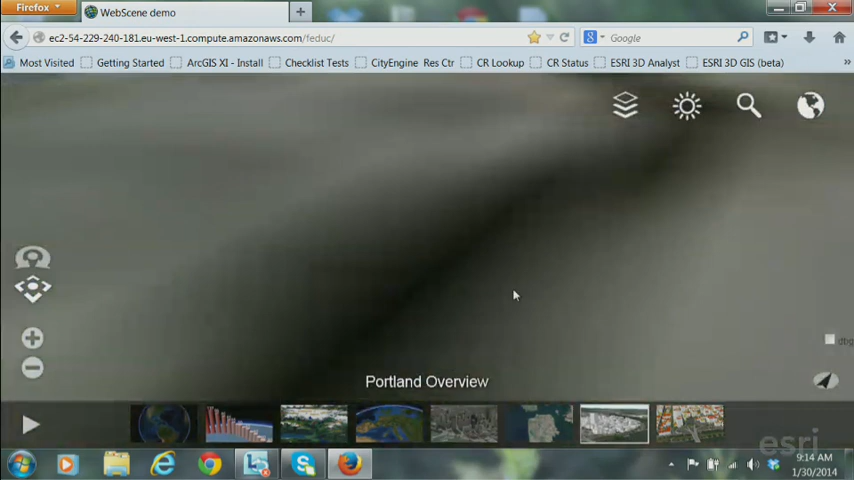 Firefox
WebScene demo
ec2-54-229-240-181.eu-west-1.compute.amazonaws.com/feduc/
Google
Most Visited
Getting Started
ArcGIS XI - Install
Checklist Tests
CityEngine Res Ctr
CR Lookup
CR Status
ESRI 3D Analyst
ESRI 3D GIS (beta)
dbg
Portland Overview
esri
9:14 AM
1/30/2014